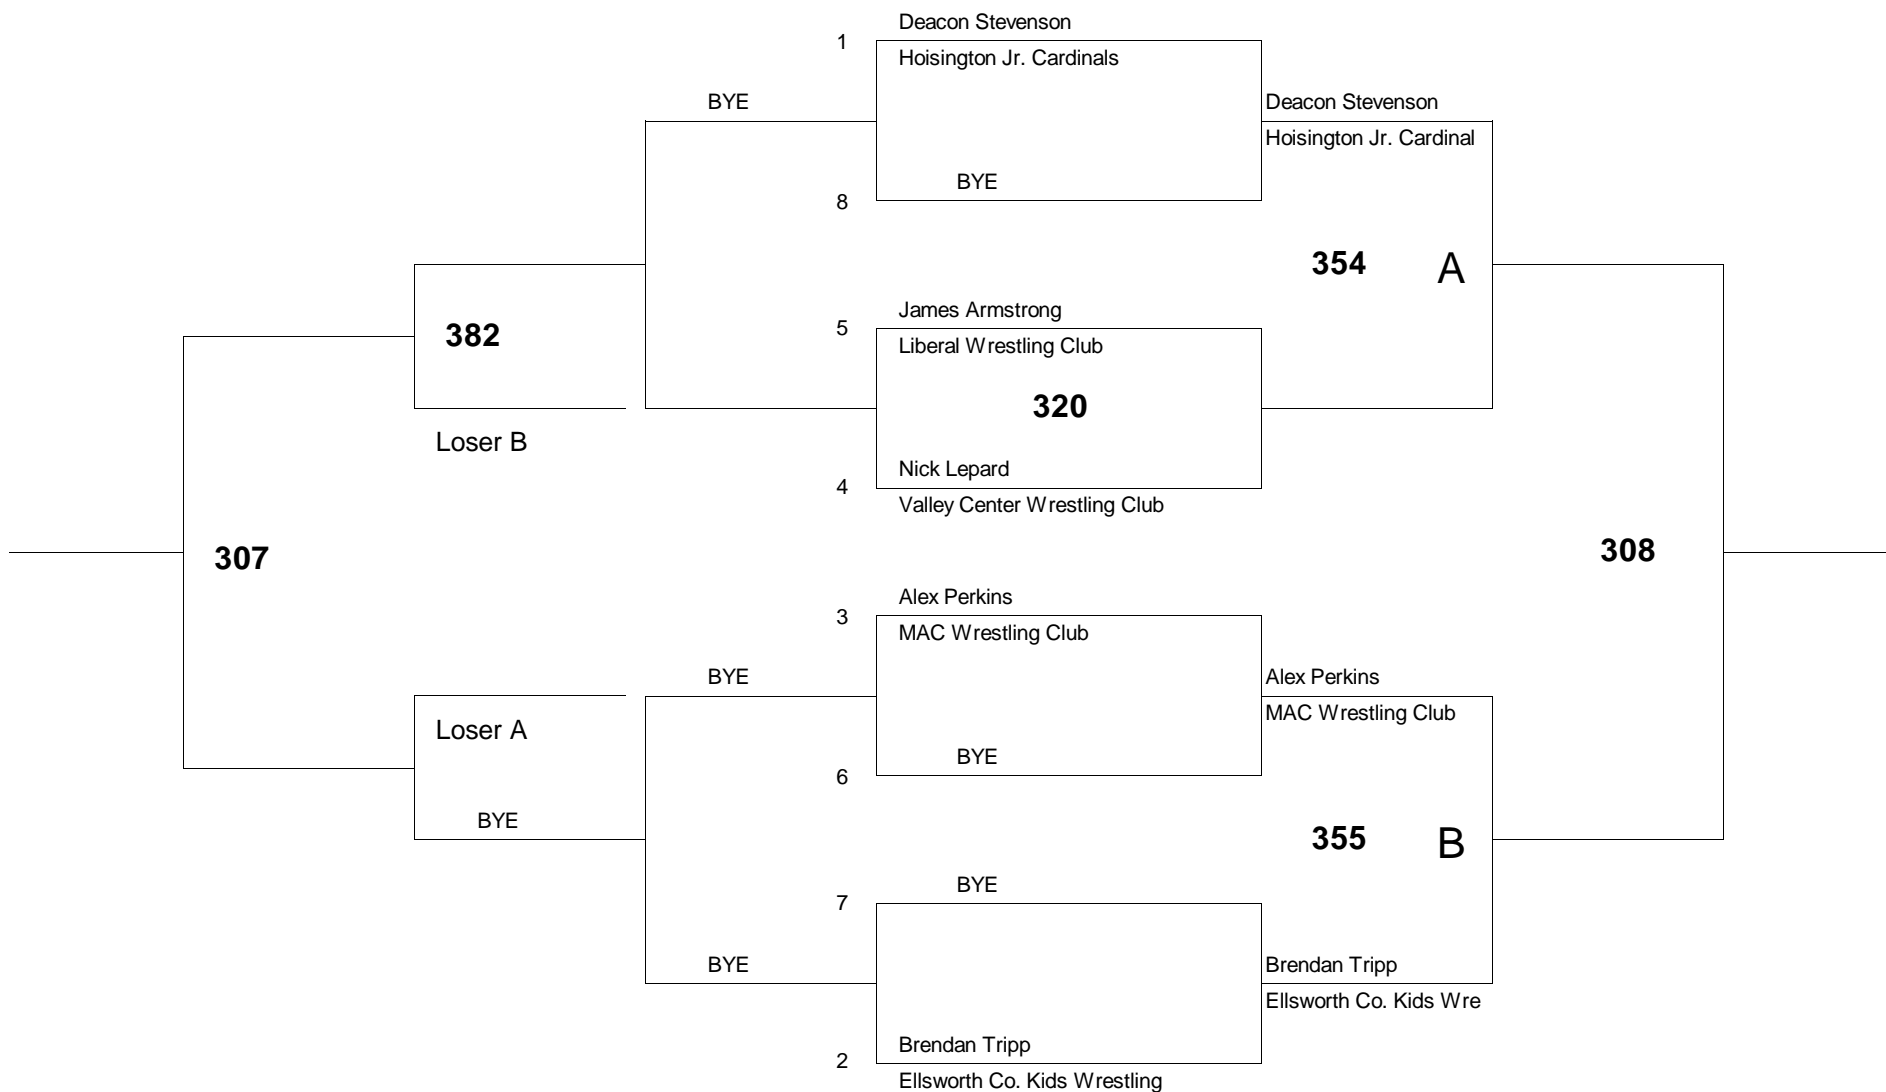 Deacon Stevenson
1
Hoisington Jr. Cardinals
BYE
Deacon Stevenson
Hoisington Jr. Cardinal
BYE
8
354 A
James Armstrong
5
382
Liberal Wrestling Club
320
Loser B
Nick Lepard
4
Valley Center Wrestling Club
307
308
Alex Perkins
3
MAC Wrestling Club
BYE
Alex Perkins
Loser A
MAC Wrestling Club
BYE
6
BYE
355 B
BYE
7
BYE
Brendan Tripp
Ellsworth Co. Kids Wre
Brendan Tripp
2
Ellsworth Co. Kids Wrestling